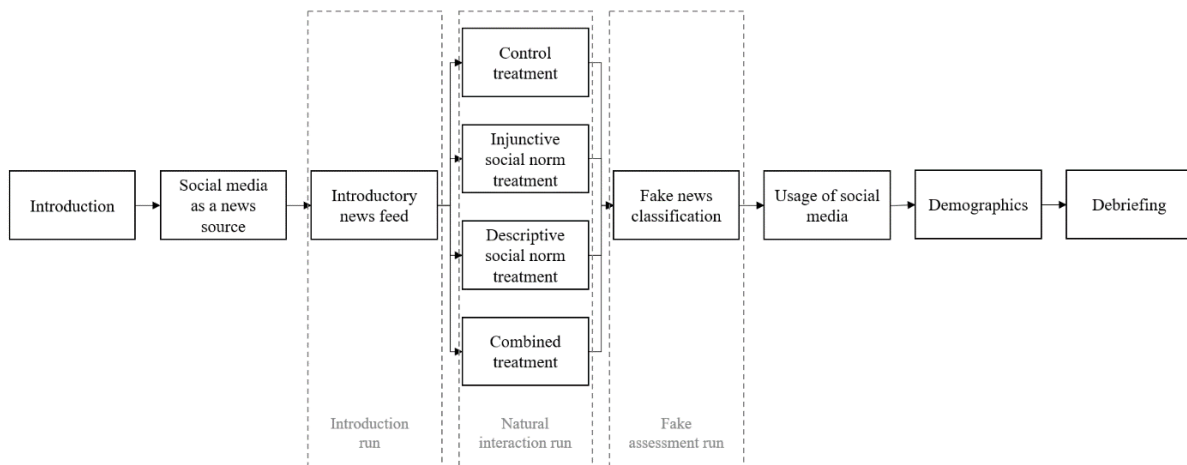 Introduction
Social media
as a news
source
Introductory
news feed
Control
treatment
Injunctive
social norm
treatment
Descriptive
social norm
treatment
Combined
treatment
Fake news
classification
Usage of social
media
Demographics
Debriefing
Introduction
run
Natural
interaction run
Fake
assessment run